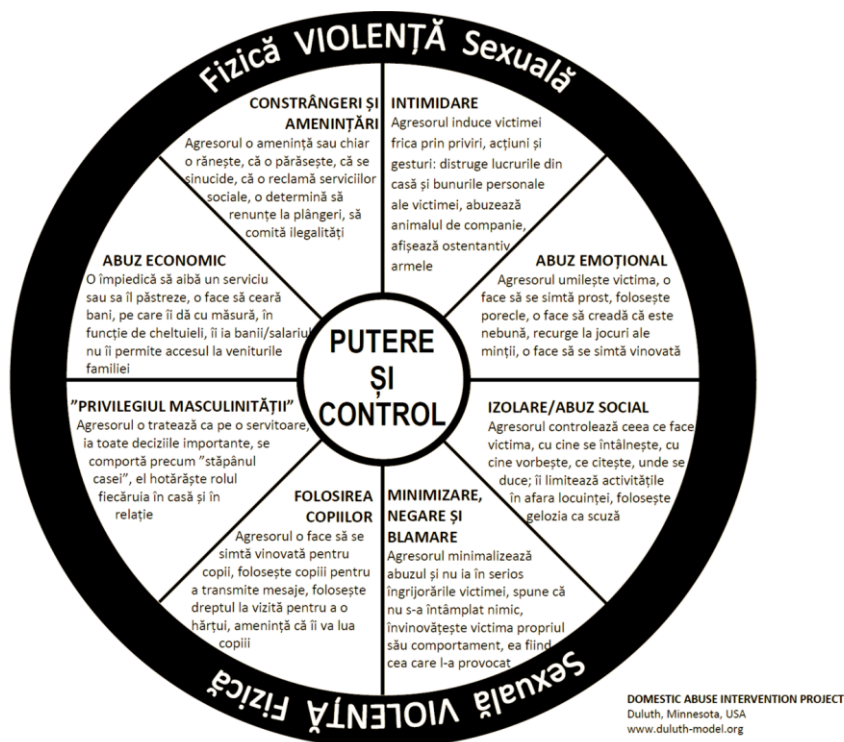 Fizică VIOLENȚĂ Sexuală
CONSTRÂNGERI ȘI
AMENINȚĂRI
Agresorul o amenință sau chiar
o rănește, că o părăsește, că se
sinucide, că o reclamă serviciilor
sociale, o determină să
renunțe la plângeri, să
comită ilegalități
INTIMIDARE
Agresorul induce victimei
frica prin priviri, acțiuni și
gesturi: distruge lucrurile din
casă și bunurile personale
ale victimei, abuzează
animalul de companie,
afișează ostentantiv
armele
ABUZ EMOȚIONAL
Agresorul umilește victima, o
face să se simtă prost, folosește
porecle, o face să creadă că este
nebună, recurge la jocuri ale
minții, o face să se simtă vinovată
IZOLARE/ABUZ SOCIAL
Agresorul controlează ceea ce face
victima, cu cine se întâlnește, cu
cine vorbește, ce citește, unde se
duce; îi limitează activitățile
în afara locuinței, folosește
gelozia ca scuză
MINIMIZARE,
NEGARE ȘI
BLAMARE
Agresorul minimalizează
abuzul și nu ia în serios
îngrijorările victimei, spune că
nu s-a întâmplat nimic,
învinovățește victima propriul
său comportament, ea fiind
cea care l-a provocat
FOLOSIREA
COPIILOR
Agresorul o face să se
simtă vinovată pentru
copii, folosește copiii pentru
a transmite mesaje, folosește
dreptul la vizită pentru a o
hărțui, amenință că îi va lua
copiii
"PRIVILEGIUL MASCULINITĂȚII"
Agresorul o tratează ca pe o servitoare,
ia toate deciziile importante, se
comportă precum "stăpânul
casei", el hotărăște rolul
fiecăruia în casă și în
relație
ABUZ ECONOMIC
O împiedică să aibă un serviciu
sau sa îl păstreze, o face să ceară
bani, pe care îi dă cu măsură, în
funcție de cheltuieli, îi ia banii/salariul
nu îi permite accesul la veniturile
familiei
PUTERE
ȘI
CONTROL
Sexuală VIOLENȚĂ Fizică
DOMESTIC ABUSE INTERVENTION PROJECT
Duluth, Minnesota, USA
www.duluth-model.org